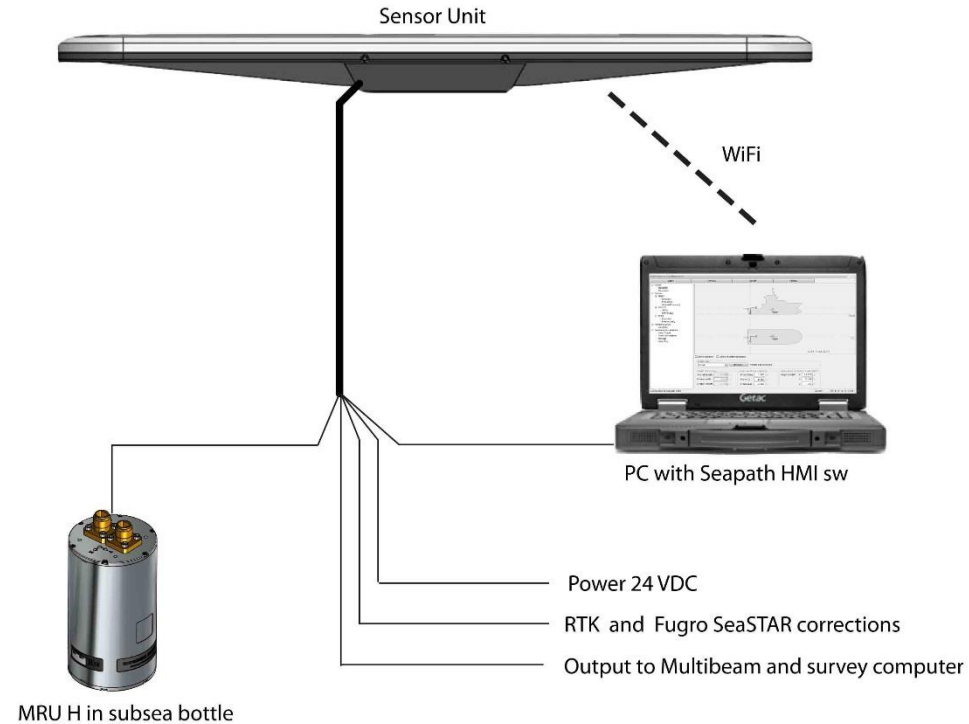 Sensor Unit
WiFi
Getac
PC with Seapath HMI sw
Power 24 VDC
RTK and Fugro SeaSTAR corrections
Output to Multibeam and survey computer
MRU H in subsea bottle